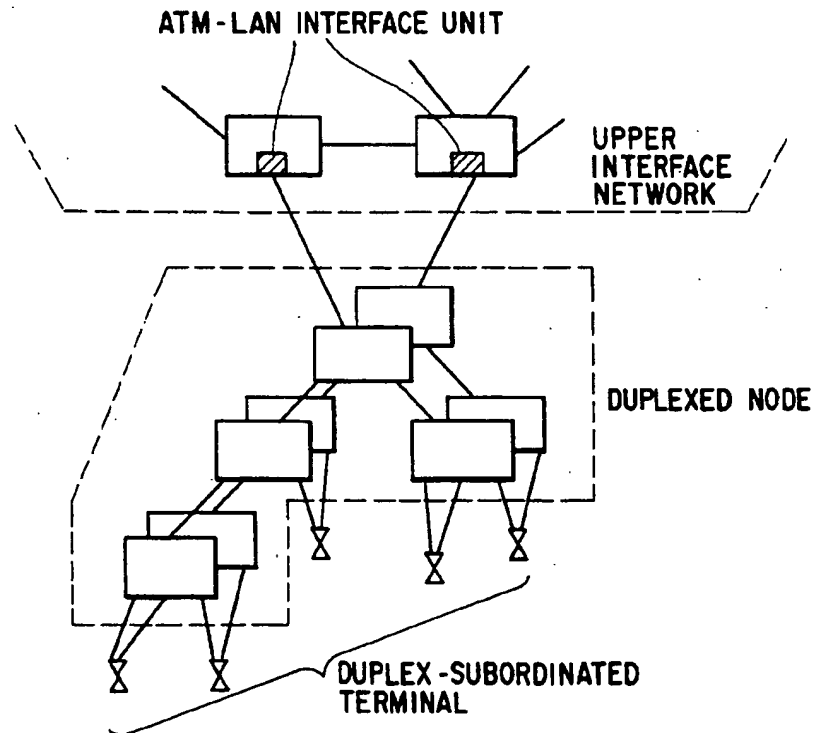 ATM-LAN INTERFACE UNIT
UPPER
INTERFACE
NETWORK
DUPLEXED NODE
DUPLEX-SUBORDINATED
TERMINAL